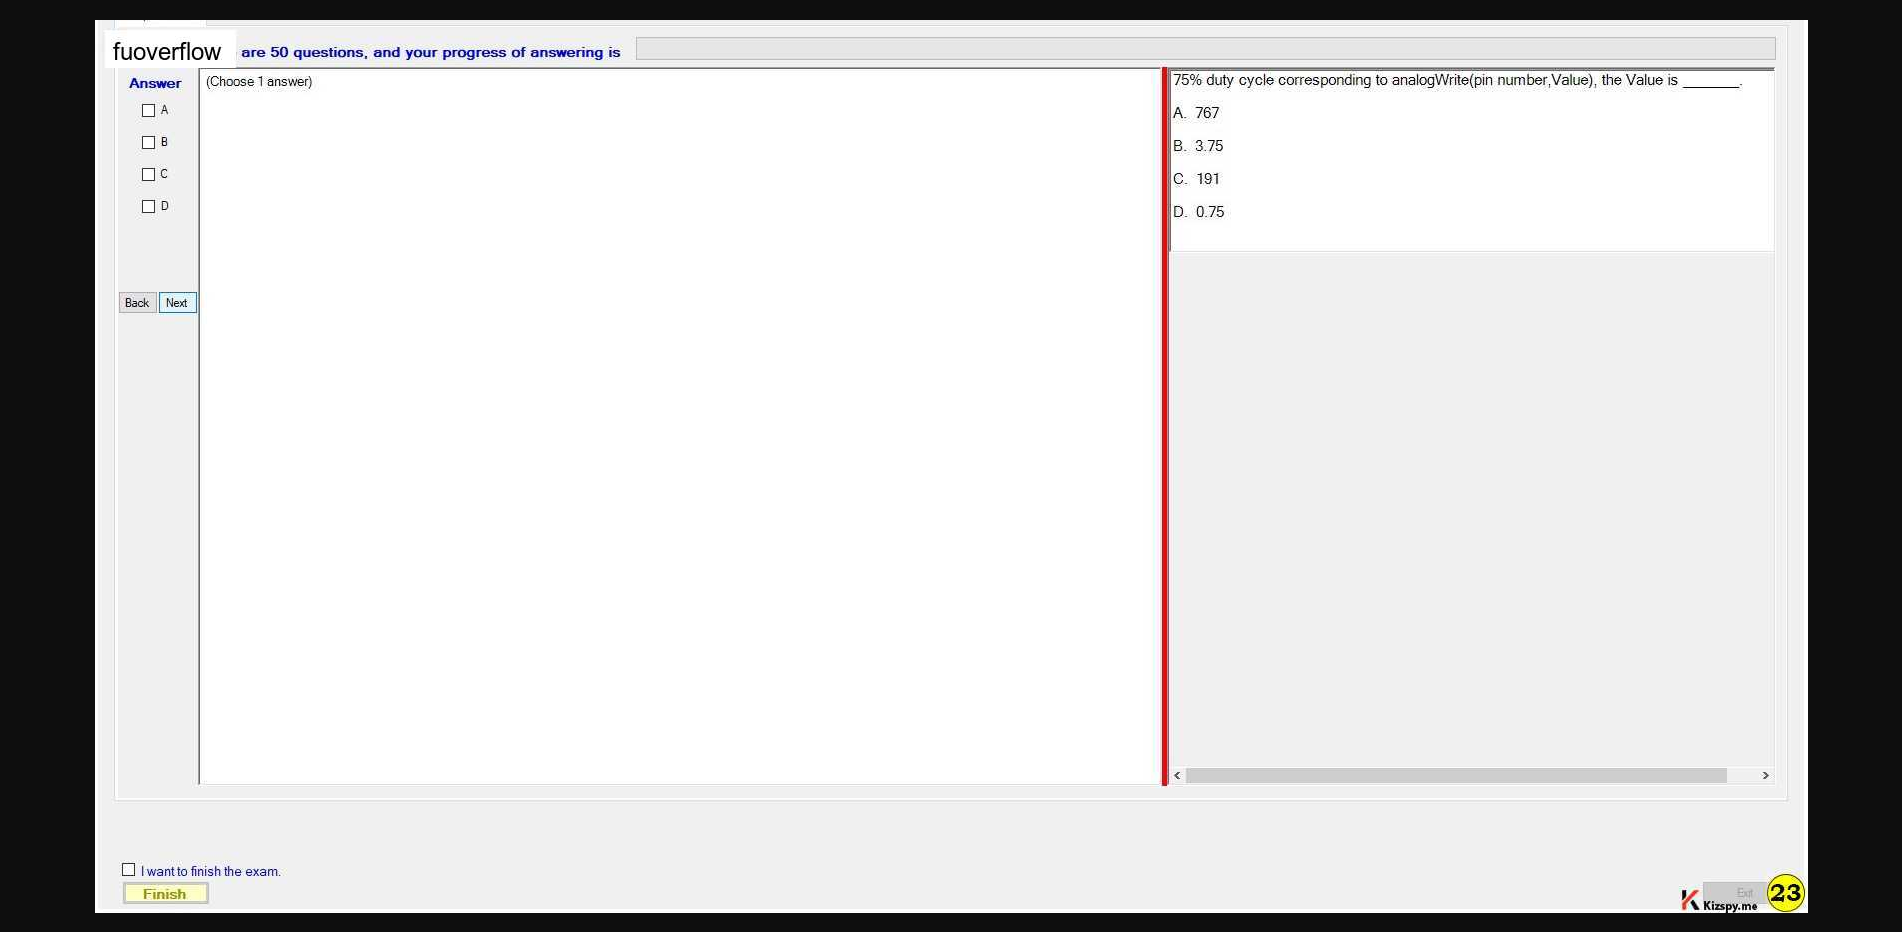 fuoverflow are 50 questions, and your progress of answering is
Answer
(Choose 1 answer)
A
B
C
D
Back Next
75% duty cycle corresponding to analogWrite(pin number,Value), the Value is _______.
A. 767
B. 3.75
C. 191
D. 0.75
I want to finish the exam.
Finish
Exit
Kizspy.me
23